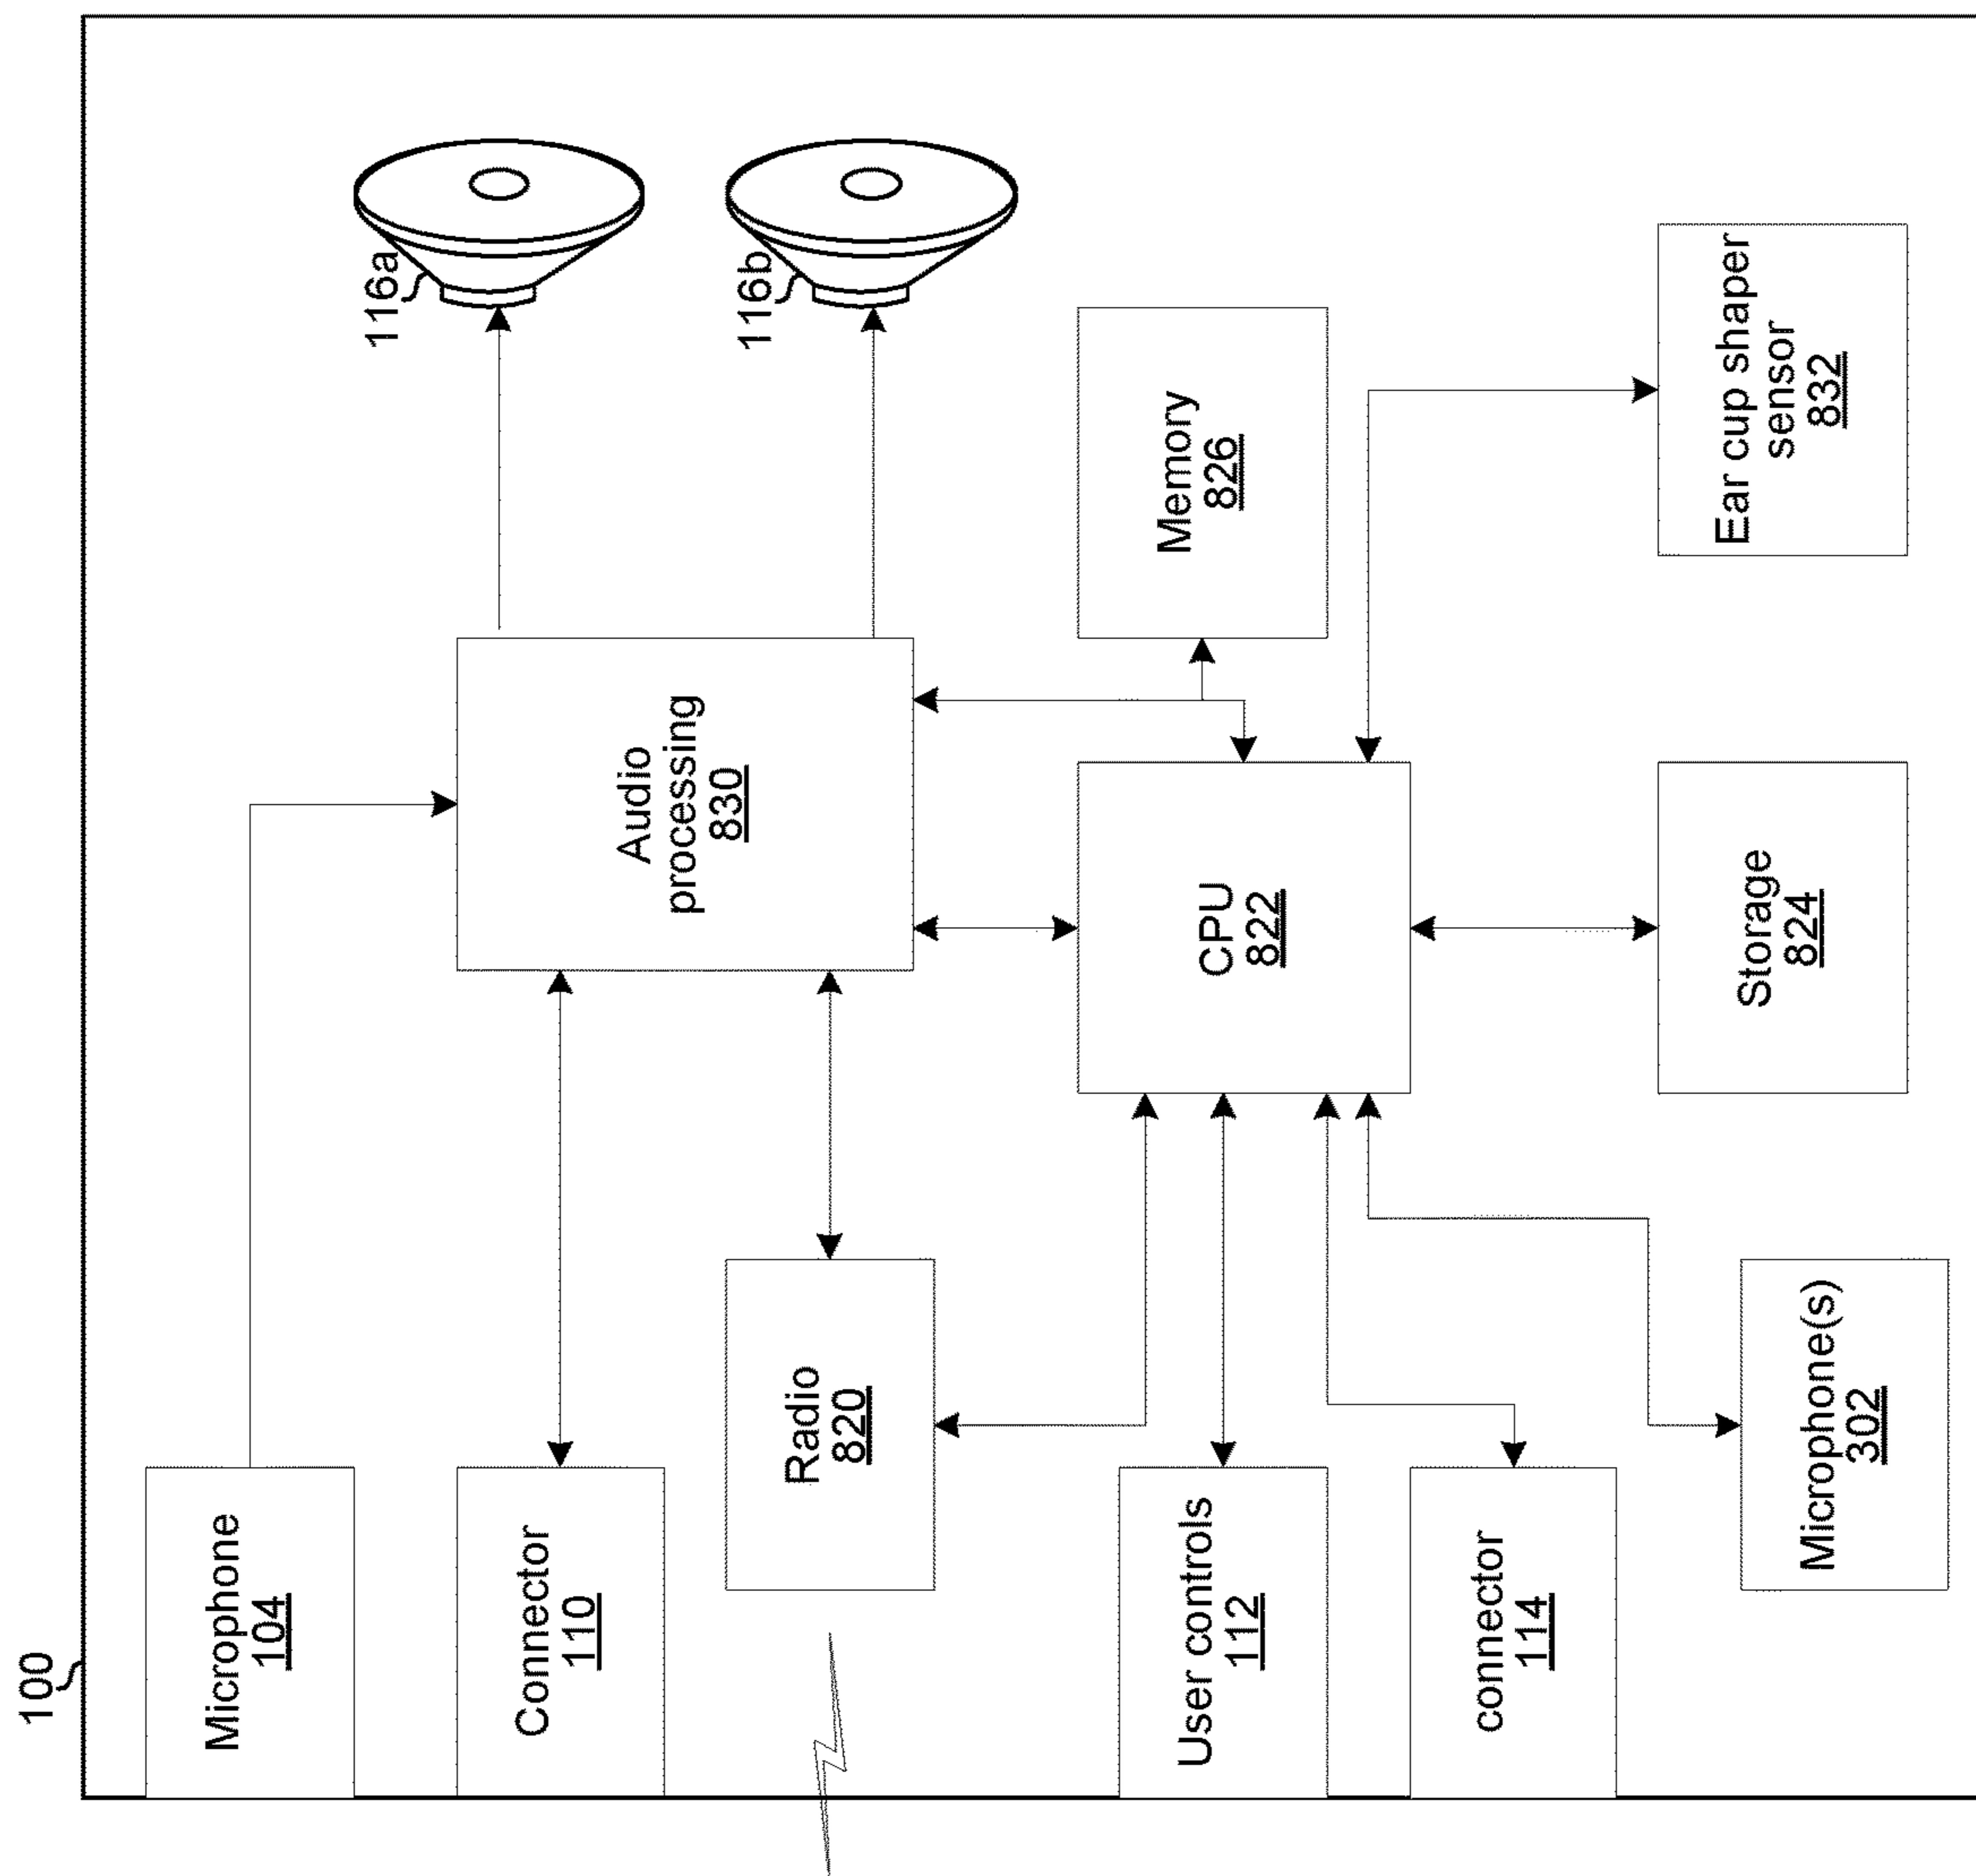 100
Microphone
104
Connector
110
Radio
820
User controls
112
connector
114
Microphone(s)
302
Audio
processing
830
CPU
822
Storage
824
Memory
826
Ear cup shaper
sensor
832
116a
116b